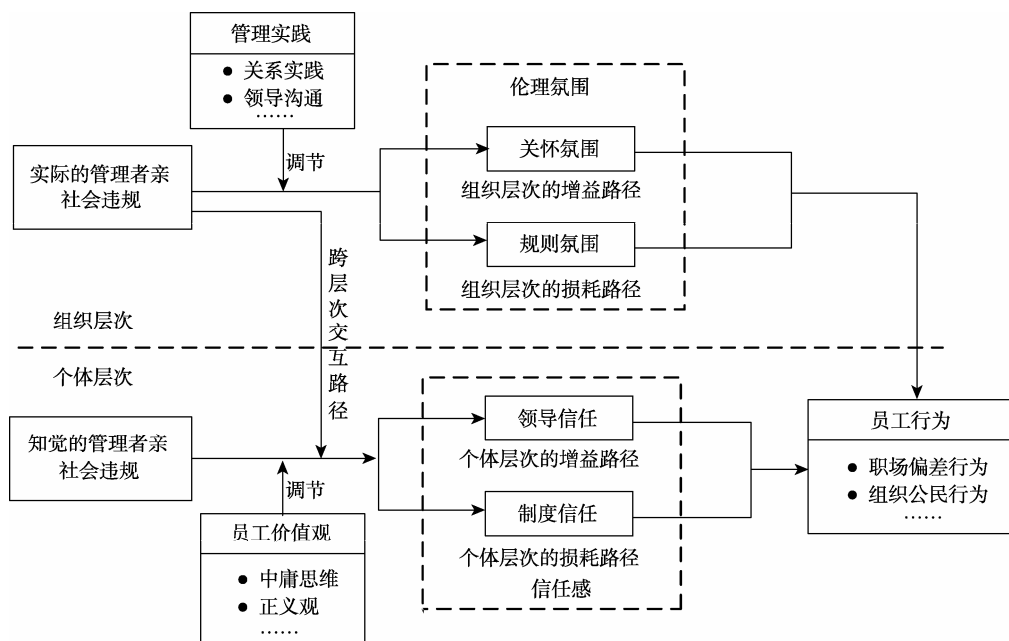 管理实践
● 关系实践
● 领导沟通
……
伦理氛围
调节
关怀氛围
实际的管理者亲
社会违规
组织层次的增益路径
规则氛围
组织层次的损耗路径
跨层次交互路径
组织层次
个体层次
领导信任
员工行为
知觉的管理者亲
社会违规
个体层次的增益路径
● 职场偏差行为
● 组织公民行为
……
调节
制度信任
员工价值观
个体层次的损耗路径
● 中庸思维
● 正义观
……
信任感